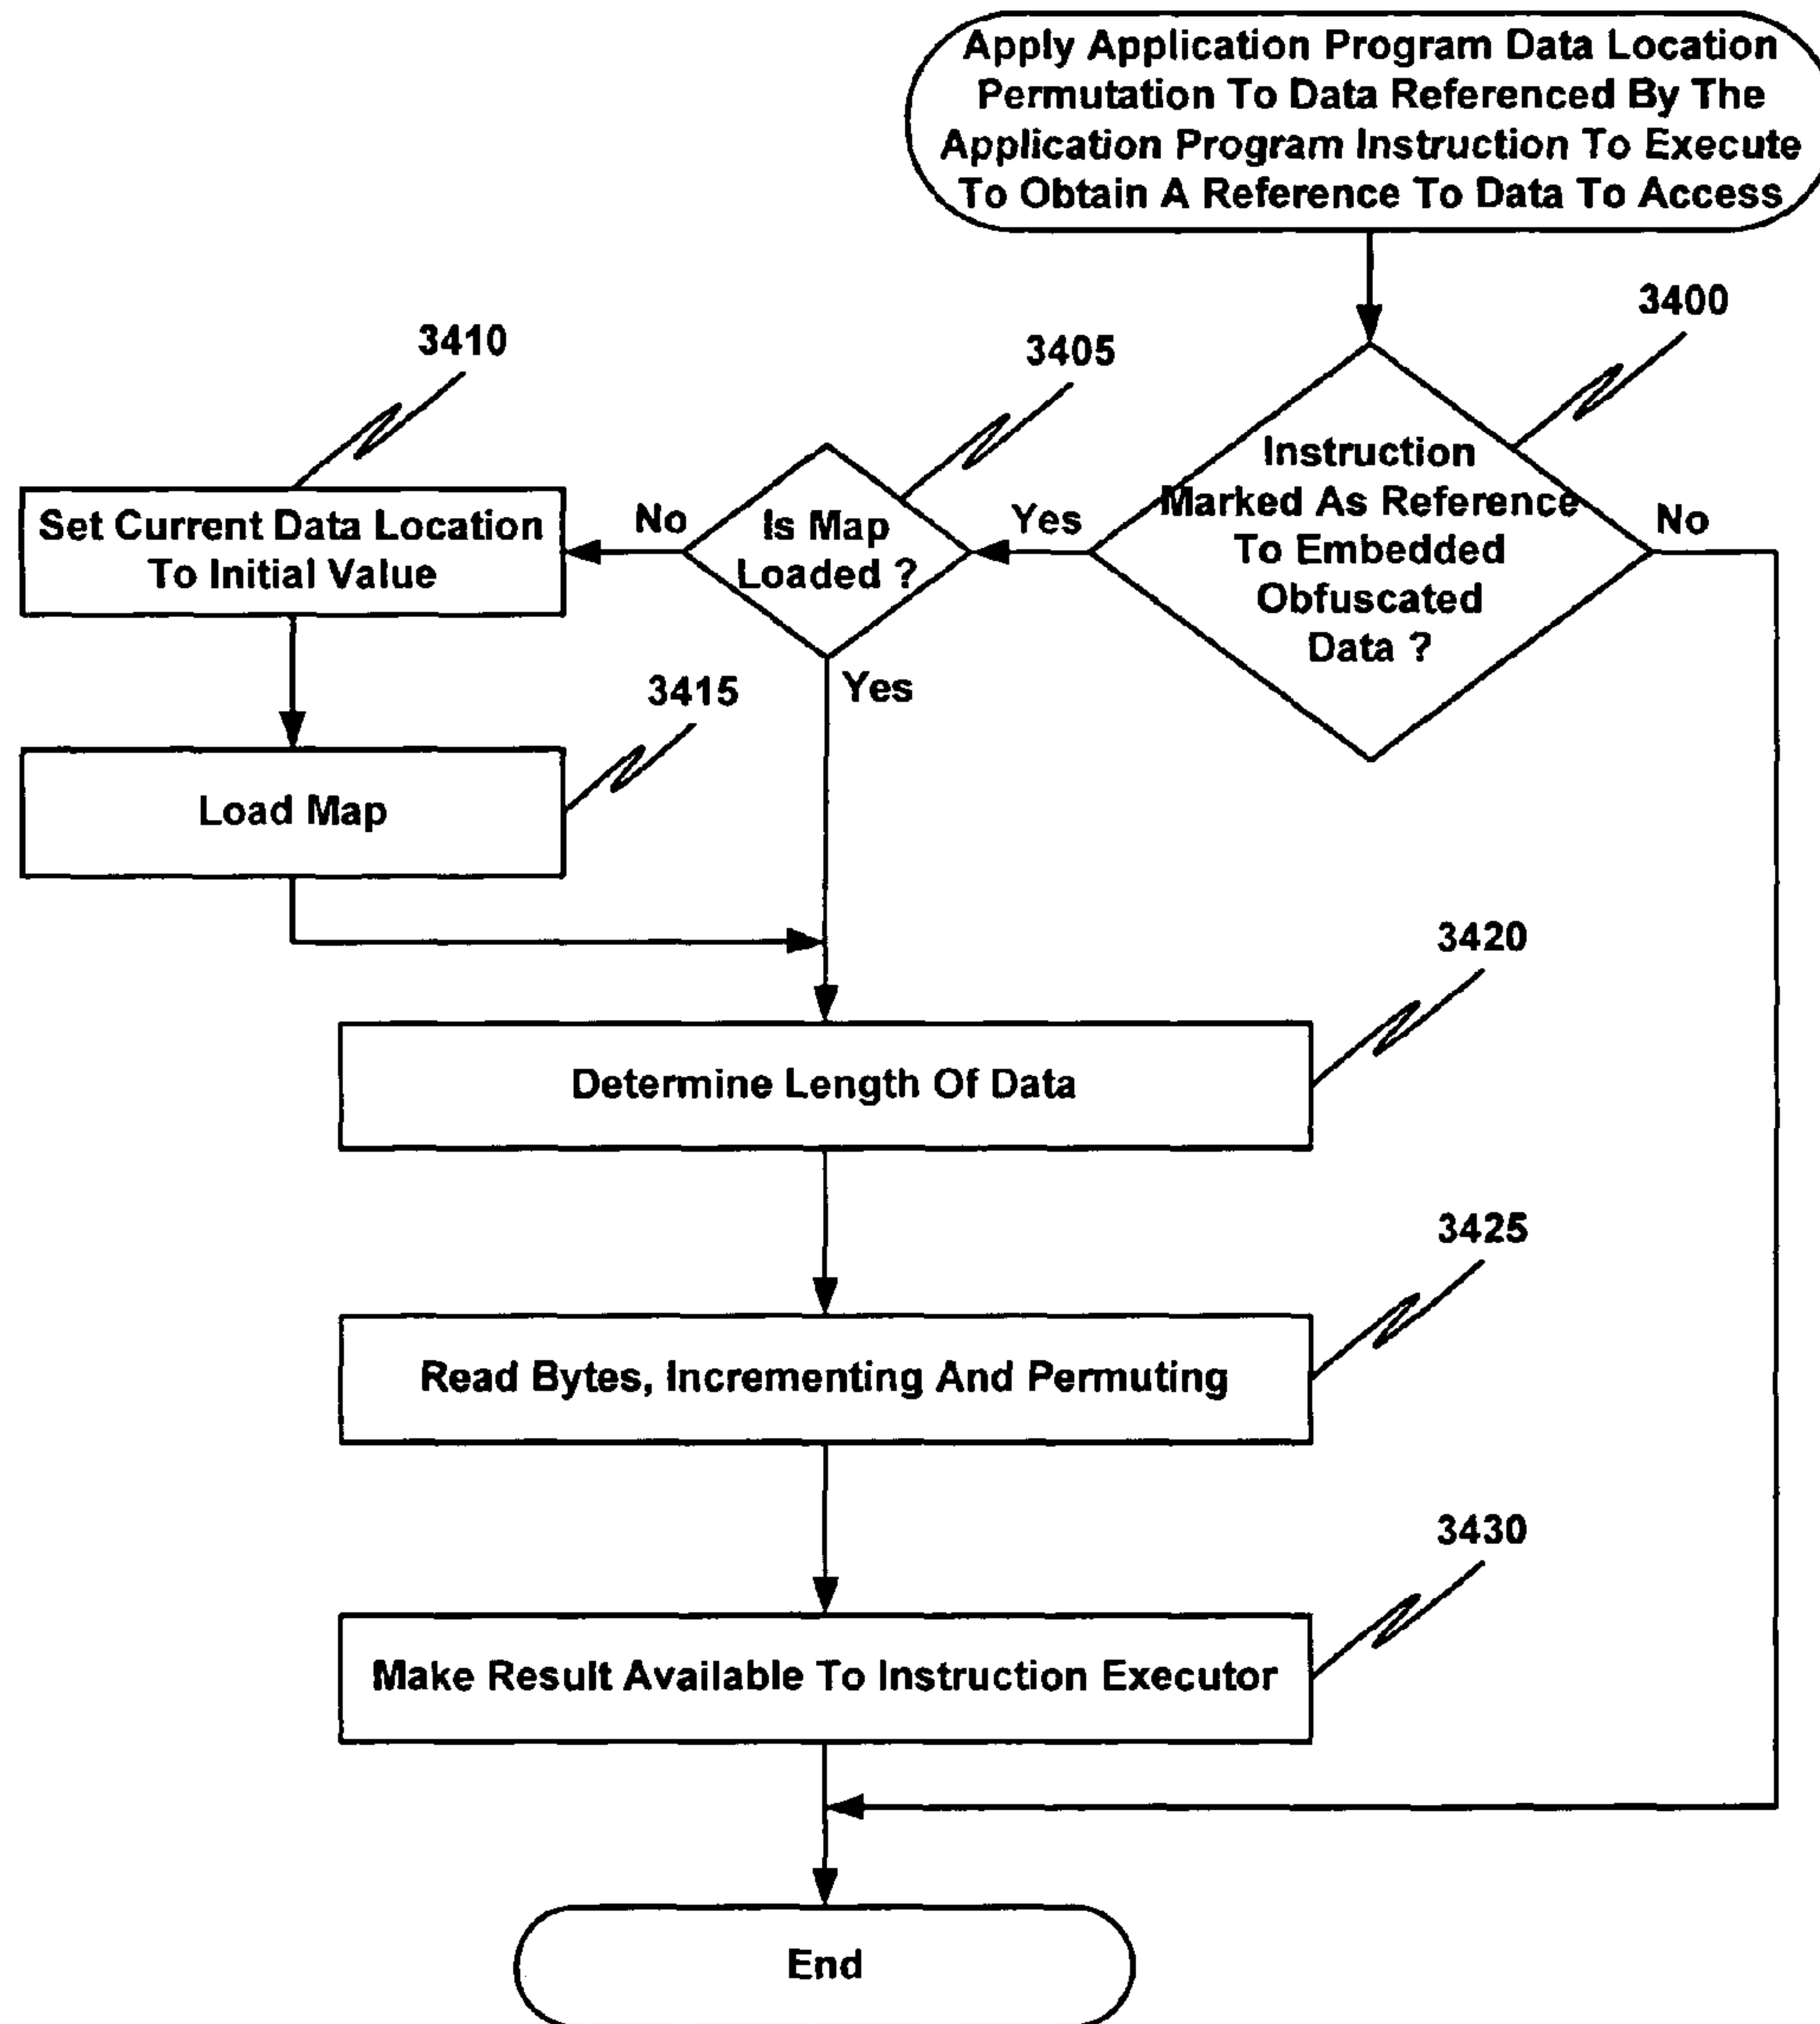 Apply Application Program Data Location
Permutation To Data Referenced By The
Application Program Instruction To Execute
To Obtain A Reference To Data To Access
3400
3410
3405
Instruction
Marked As Reference
To Embedded
Obfuscated
Data ?
No
Yes
Is Map
Loaded ?
No
Set Current Data Location
To Initial Value
Yes
3415
Load Map
3420
Determine Length Of Data
3425
Read Bytes, Incrementing And Permuting
3430
Make Result Available To Instruction Executor
End